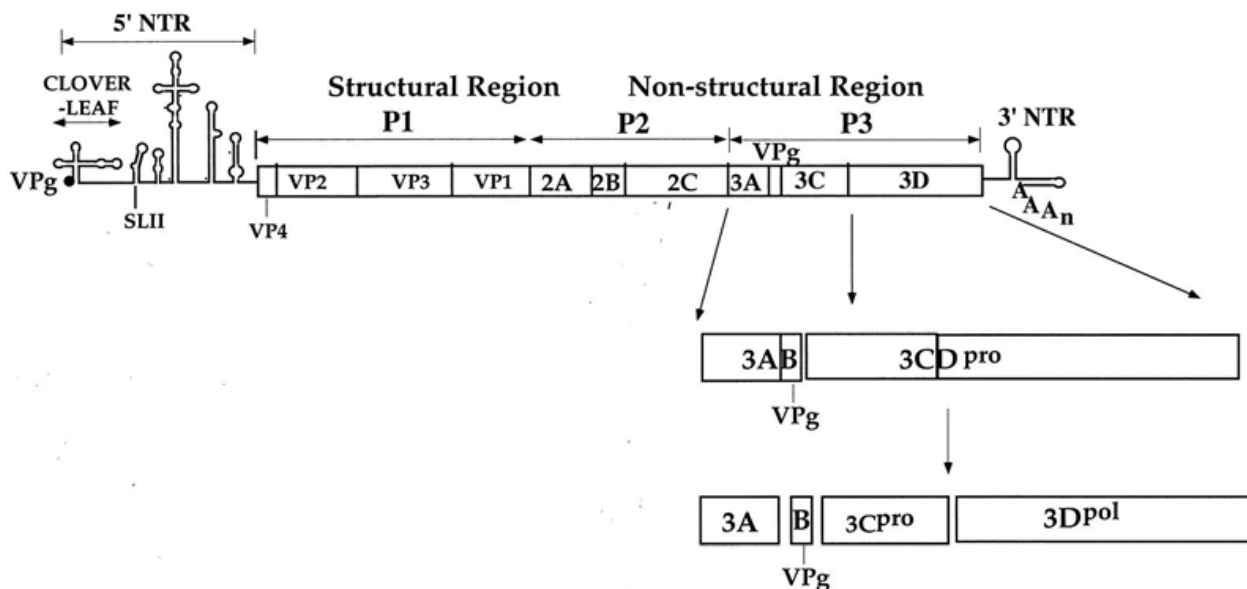 5' NTR
CLOVER
-LEAF
Structural Region
Non-structural Region
P1
P2
P3
3' NTR
VPg
VPg
VP2
VP3
VP1
2A
2B
2C
3A
3C
3D
SLII
VP4
A
A
An
3A B
3CD pro
VPg
3A
B
3Cpro
3Dpol
VPg